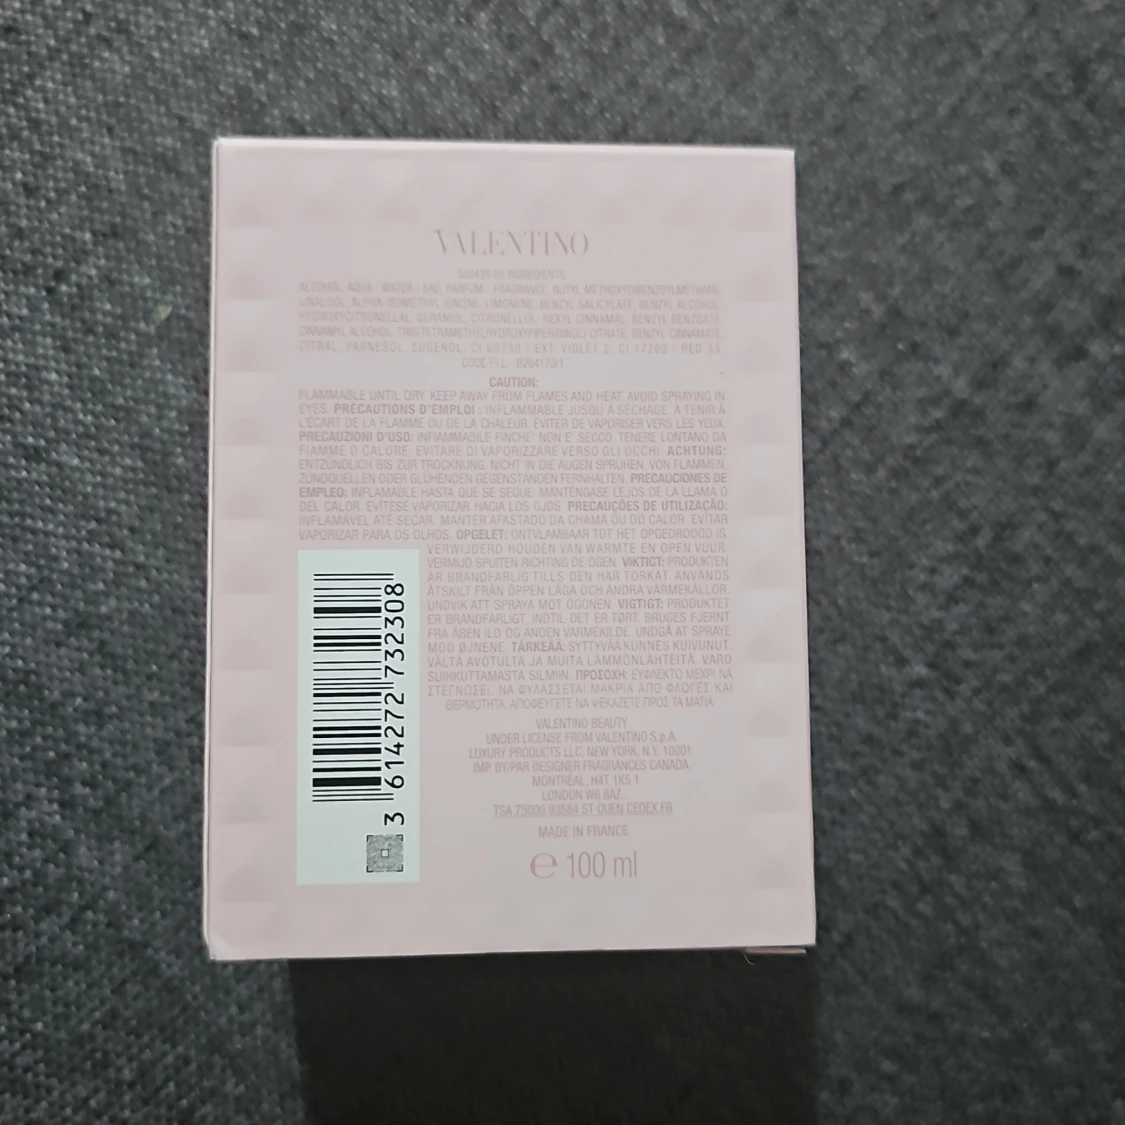 VALENTINO
560430 05 INGREDIENTS
ALCOHOL, AQUA / WATER / EAU, PARFUM / FRAGRANCE, BUTYL METHOXYDIBENZOYLMETHANE,
LINALOOL, ALPHA-ISOMETHYL IONONE, LIMONENE, BENZYL SALICYLATE, BENZYL ALCOHOL,
HYDROXYCITRONELLAL, GERANIOL, CITRONELLOL, HEXYL CINNAMAL, BENZYL BENZOATE,
CINNAMYL ALCOHOL, TRIS(TETRAMETHYLHYDROXYPIPERIDINOL) CITRATE, BENZYL CINNAMATE,
CITRAL, FARNESOL, EUGENOL, CI 60730 / EXT. VIOLET 2, CI 17200 / RED 33
CODE F.I.L. B264173/1
CAUTION:
FLAMMABLE UNTIL DRY. KEEP AWAY FROM FLAMES AND HEAT. AVOID SPRAYING IN
EYES. PRÉCAUTIONS D'EMPLOI : INFLAMMABLE JUSQU'À SÉCHAGE. À TENIR À
L'ÉCART DE LA FLAMME OU DE LA CHALEUR. ÉVITER DE VAPORISER VERS LES YEUX.
PRECAUZIONI D'USO: INFIAMMABILE FINCHE' NON E' SECCO. TENERE LONTANO DA
FIAMME O CALORE. EVITARE DI VAPORIZZARE VERSO GLI OCCHI. ACHTUNG:
ENTZÜNDLICH BIS ZUR TROCKNUNG. NICHT IN DIE AUGEN SPRÜHEN. VON FLAMMEN,
ZÜNDQUELLEN ODER GLÜHENDEN GEGENSTÄNDEN FERNHALTEN. PRECAUCIONES DE
EMPLEO: INFLAMABLE HASTA QUE SE SEQUE. MANTÉNGASE LEJOS DE LA LLAMA O
DEL CALOR. EVÍTESE VAPORIZAR HACIA LOS OJOS. PRECAUÇÕES DE UTILIZAÇÃO:
INFLAMÁVEL ATÉ SECAR. MANTER AFASTADO DA CHAMA OU DO CALOR. EVITAR
VAPORIZAR PARA OS OLHOS. OPGELET: ONTVLAMBAAR TOT HET OPGEDROOGD IS.
VERWIJDERD HOUDEN VAN WARMTE EN OPEN VUUR.
VERMIJD SPUITEN RICHTING DE OGEN. VIKTIGT: PRODUKTEN
ÄR BRANDFARLIG TILLS DEN HAR TORKAT. ANVÄNDS
ÅTSKILT FRÅN ÖPPEN LÅGA OCH ANDRA VÄRMEKÄLLOR.
UNDVIK ATT SPRAYA MOT ÖGONEN. VIGTIGT: PRODUKTET
ER BRANDFARLIGT, INDTIL DET ER TØRT. BRUGES FJERNT
FRA ÅBEN ILD OG ANDEN VARMEKILDE. UNDGÅ AT SPRAYE
MOD ØJNENE. TÄRKEÄÄ: SYTTYVÄÄ KUNNES KUIVUNUT.
VÄLTÄ AVOTULTA JA MUITA LÄMMÖNLÄHTEITÄ. VARO
SUIHKUTTAMASTA SILMIIN. ΠΡΟΣΟΧΗ: ΕΥΦΛΕΚΤΟ ΜΕΧΡΙ ΝΑ
ΣΤΕΓΝΩΣΕΙ. ΝΑ ΦΥΛΑΣΣΕΤΑΙ ΜΑΚΡΙΑ ΑΠΟ ΦΛΟΓΕΣ ΚΑΙ
ΘΕΡΜΟΤΗΤΑ. ΑΠΟΦΕΥΓΕΤΕ ΝΑ ΨΕΚΑΖΕΤΕ ΠΡΟΣ ΤΑ ΜΑΤΙΑ.
VALENTINO BEAUTY
UNDER LICENSE FROM VALENTINO S.p.A.
LUXURY PRODUCTS LLC. NEW YORK, N.Y. 10001
IMP. BY/PAR DESIGNER FRAGRANCES CANADA,
MONTRÉAL, H4T 1K5.1
LONDON W6 8AZ.
TSA 75000 93584 ST OUEN CEDEX FR
MADE IN FRANCE
℮ 100 ml
3 614272 732308